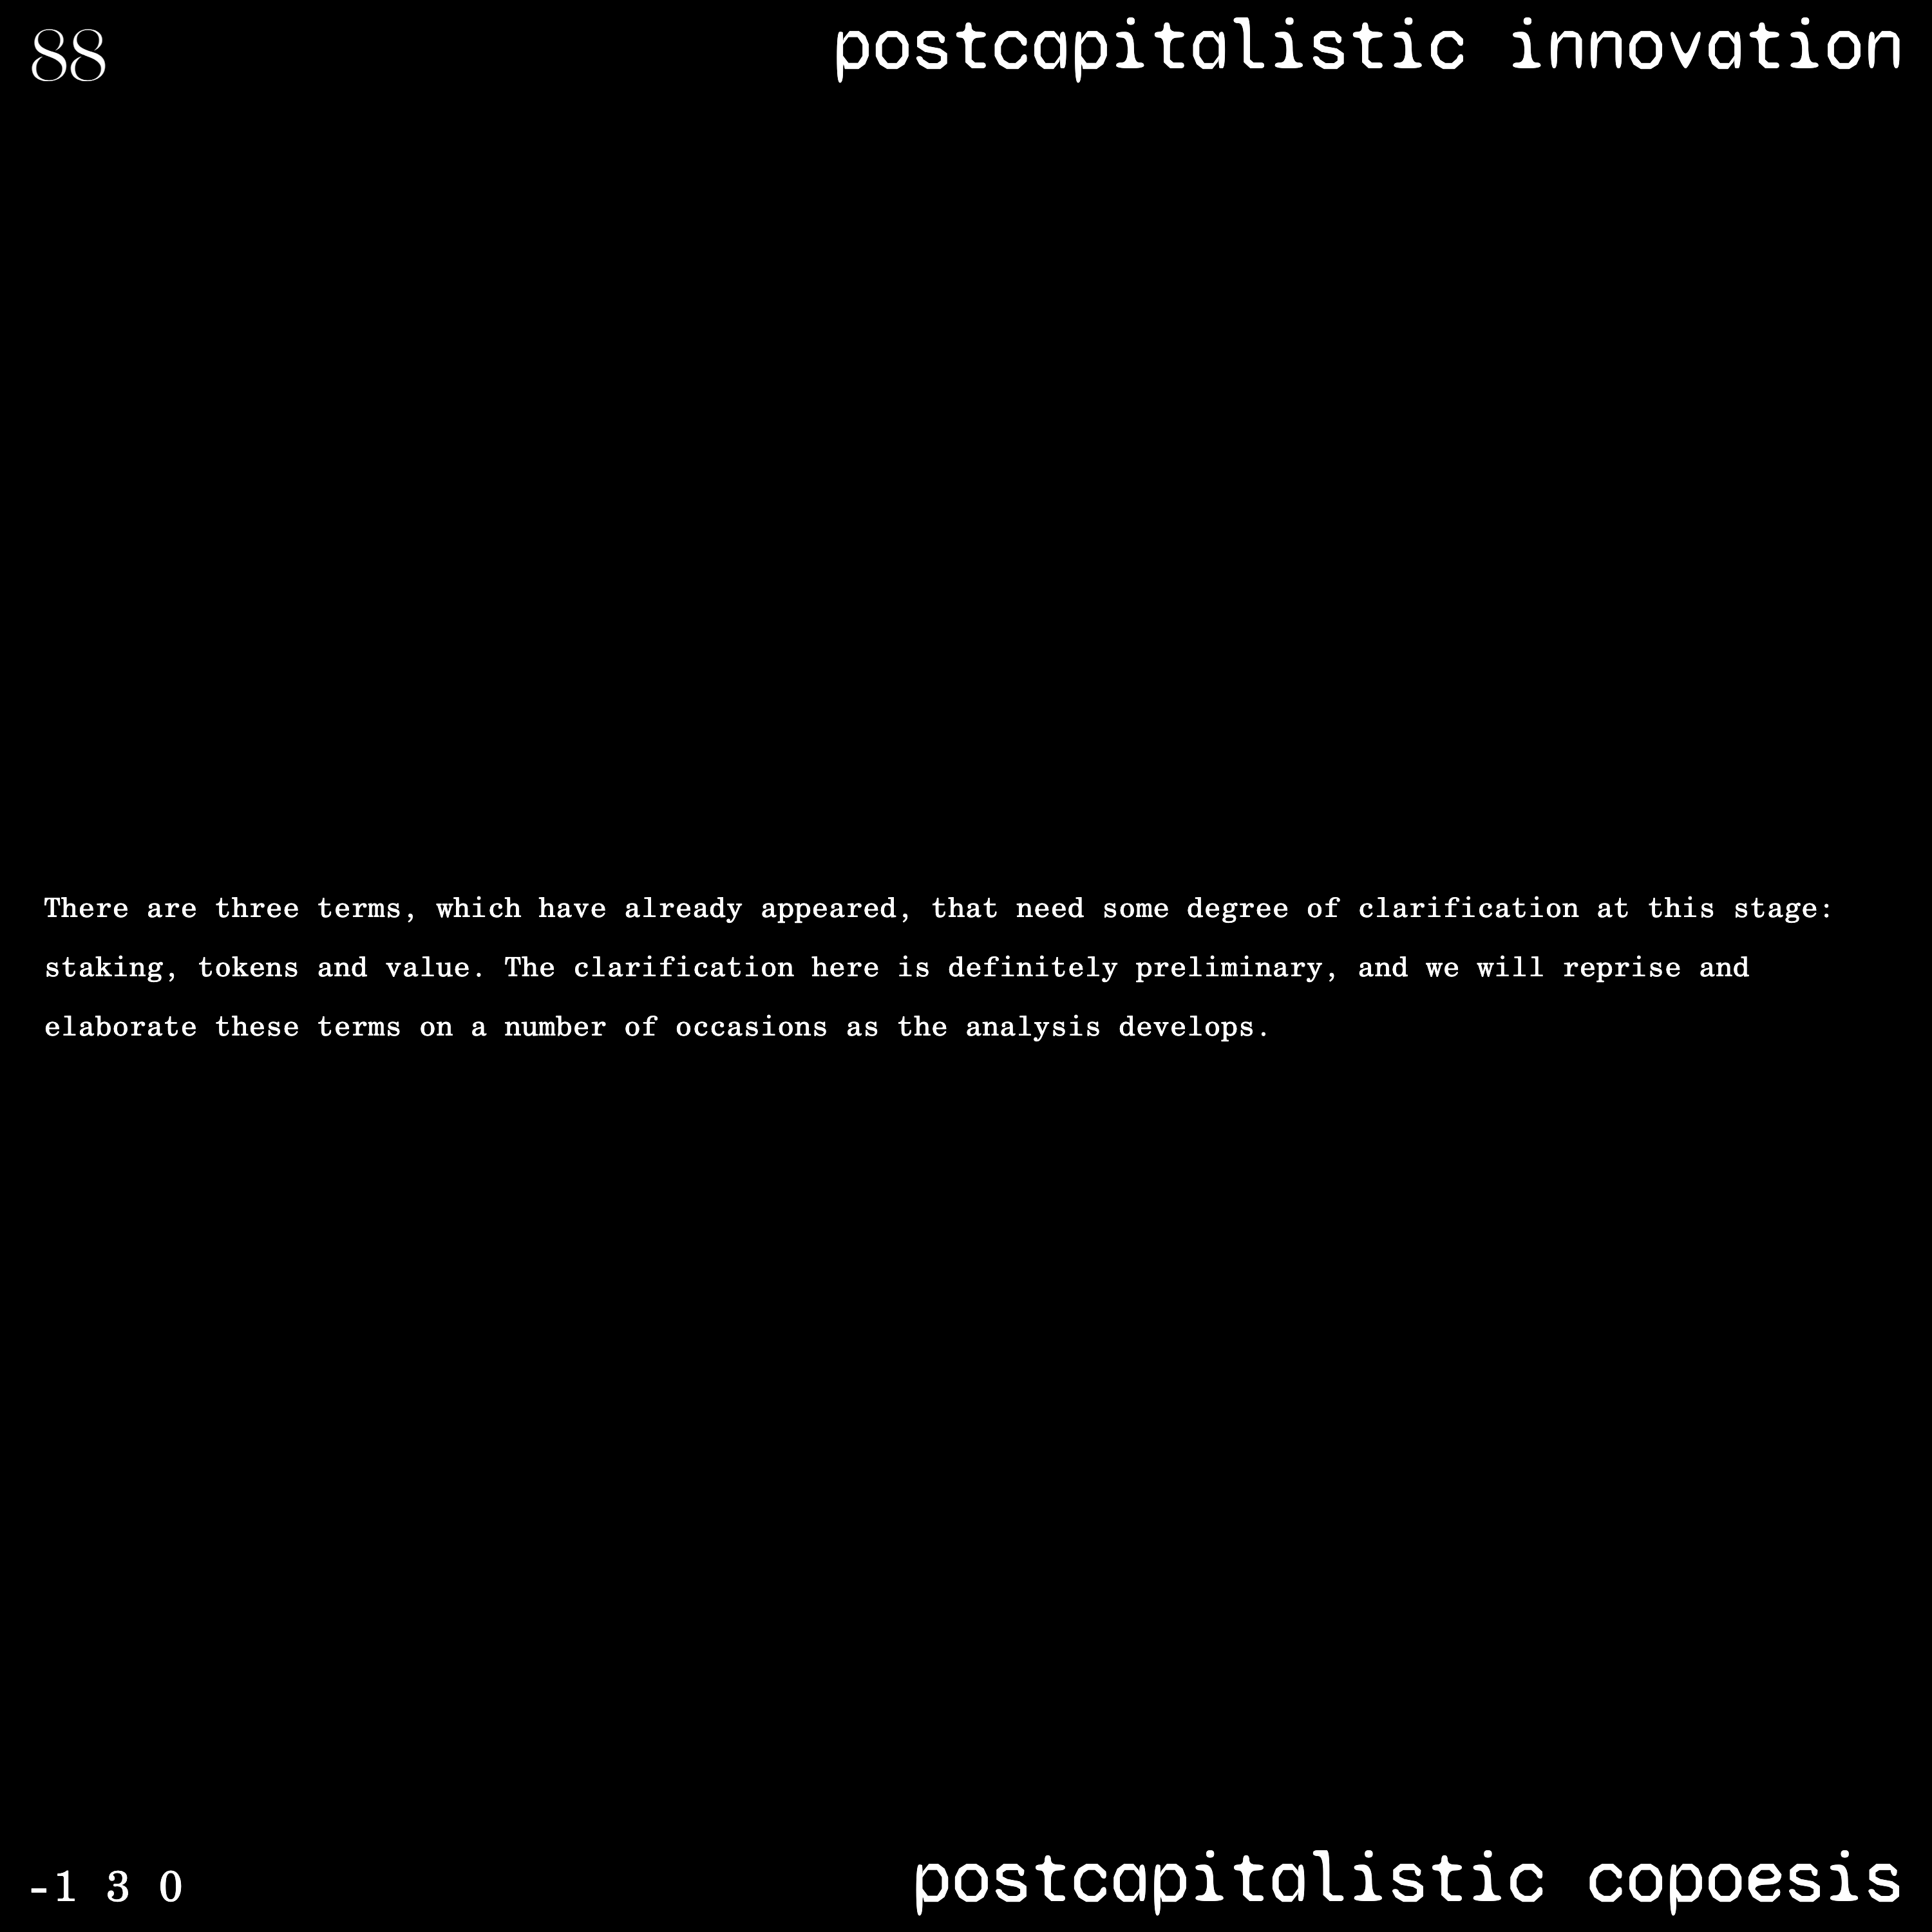 88
postcapitalistic innovation
There are three terms, which have already appeared, that need some degree of clarification at this stage:
staking, tokens and value. The clarification here is definitely preliminary, and we will reprise and
elaborate these terms on a number of occasions as the analysis develops.
-1 3 0
postcapitalistic copoesis